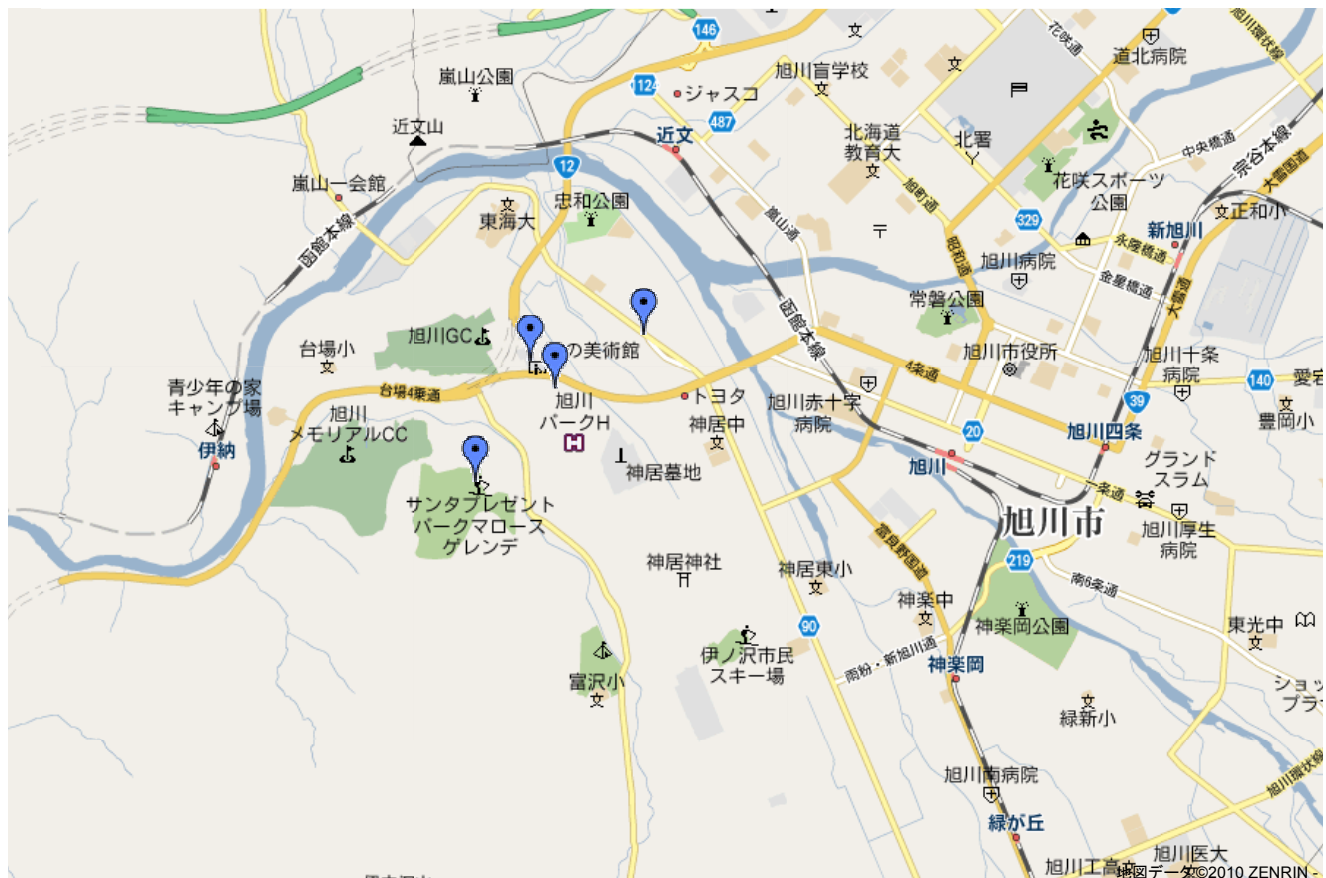 146
旭川環状線
花咲通
道北病院
嵐山公園
124
ジャスコ
旭川盲学校
487
近文
近文山
12
北海道
教育大
北署
中央橋通
宗谷本線
大雪国道
嵐山一会館
東海大
忠和公園
旭町通
花咲スポーツ
公園
正和小
函館本線
嵐山通
329
新旭川
永隆橋通
昭和通
旭川病院
金星橋通
大雪通
常磐公園
函館本線
旭川GC
の美術館
台場小
旭川市役所
旭川十条
病院
4条通
140
青少年の家
キャンプ場
台場4乗通
旭川
パークH
トヨタ
旭川赤十字
病院
39
豊岡小
旭川
メモリアルCC
神居中
20
旭川四条
伊納
神居墓地
旭川
グランド
スラム
一条通
サンタプレゼント
パークマロース
ゲレンデ
旭川市
旭川厚生
病院
富良野国道
神居神社
神居東小
219
南6条通
神楽中
神楽岡公園
東光中
90
伊ノ沢市民
スキー場
雨粉・新旭川通
神楽岡
富沢小
緑新小
旭川南病院
旭川環状線
緑が丘
旭川工高
旭川医大
地図データ©2010 ZENRIN -